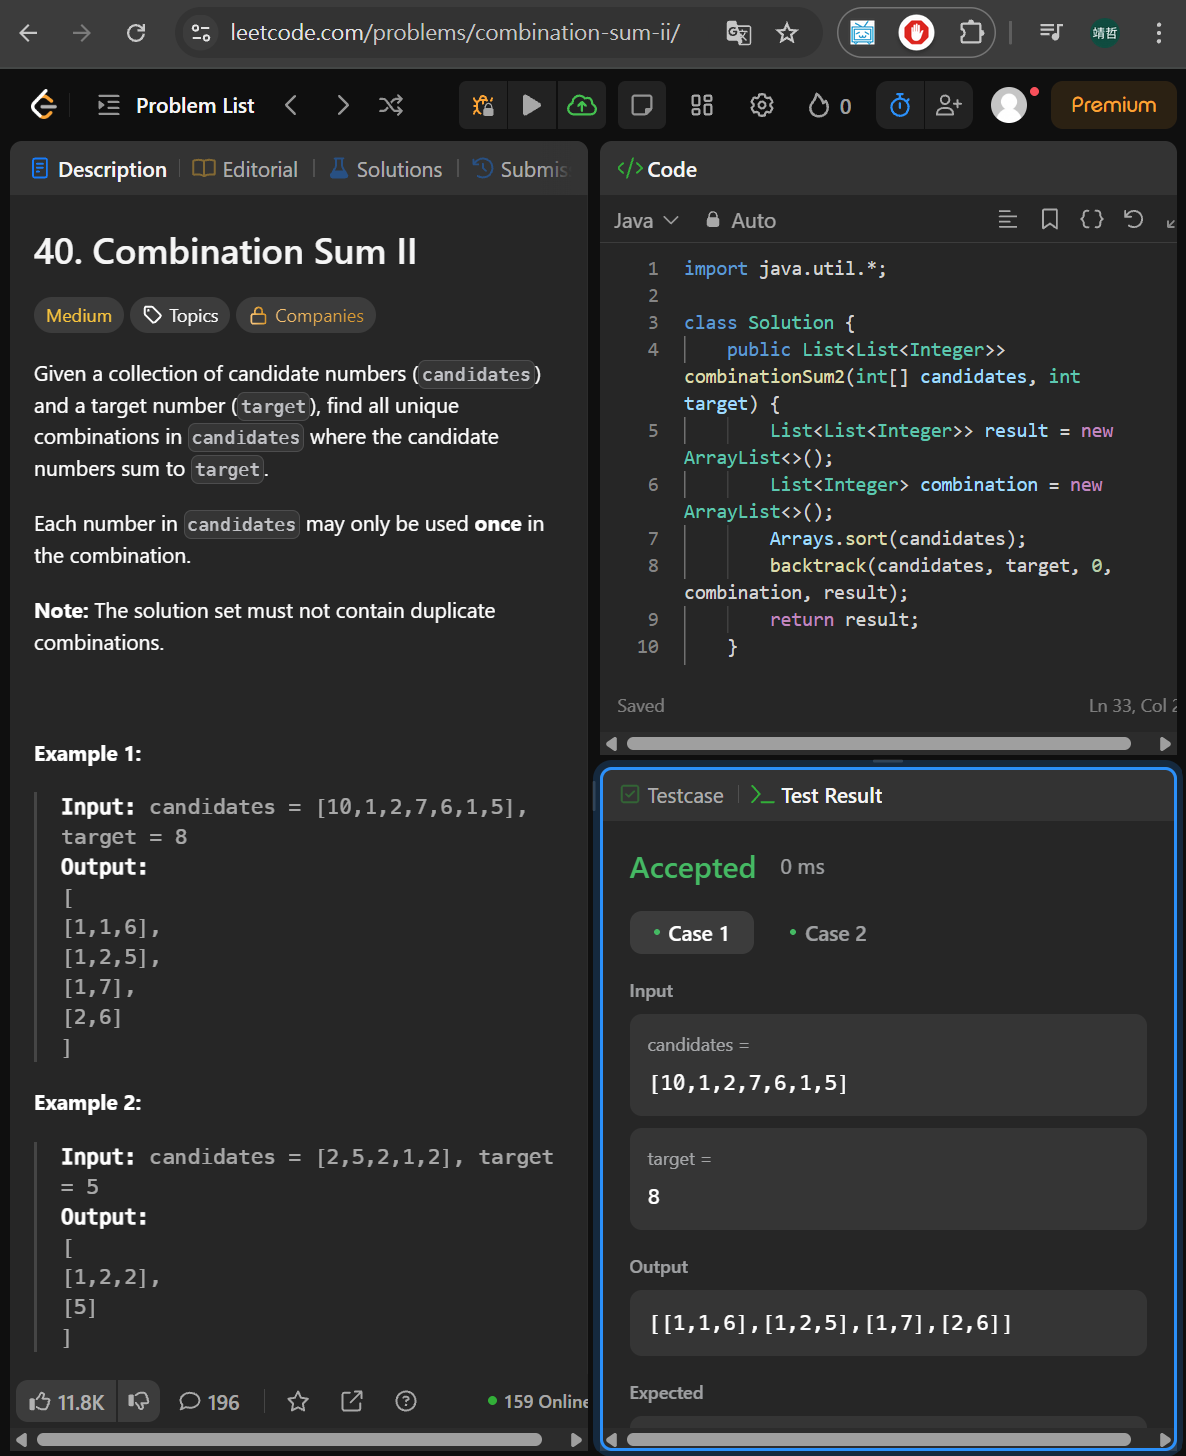 leetcode.com/problems/combination-sum-ii/
靖哲
Problem List
0
Premium
Description
Editorial
Solutions
Submis
40. Combination Sum II
Medium
Topics
Companies
Given a collection of candidate numbers (candidates)
and a target number (target), find all unique
combinations in candidates where the candidate
numbers sum to target.
Each number in candidates may only be used once in
the combination.
Note: The solution set must not contain duplicate
combinations.
Example 1:
Input: candidates = [10,1,2,7,6,1,5],
target = 8
Output:
[
[1,1,6],
[1,2,5],
[1,7],
[2,6]
]
Example 2:
Input: candidates = [2,5,2,1,2], target
= 5
Output:
[
[1,2,2],
[5]
]
11.8K
196
159 Online
</> Code
Java
Auto
1 import java.util.*;
2
3 class Solution {
4 public List<List<Integer>>
combinationSum2(int[] candidates, int
target) {
5 List<List<Integer>> result = new
ArrayList<>();
6 List<Integer> combination = new
ArrayList<>();
7 Arrays.sort(candidates);
8 backtrack(candidates, target, 0,
combination, result);
9 return result;
10 }
Saved
Ln 33, Col 2
Testcase
Test Result
Accepted 0 ms
Case 1
Case 2
Input
candidates =
[10,1,2,7,6,1,5]
target =
8
Output
[[1,1,6],[1,2,5],[1,7],[2,6]]
Expected